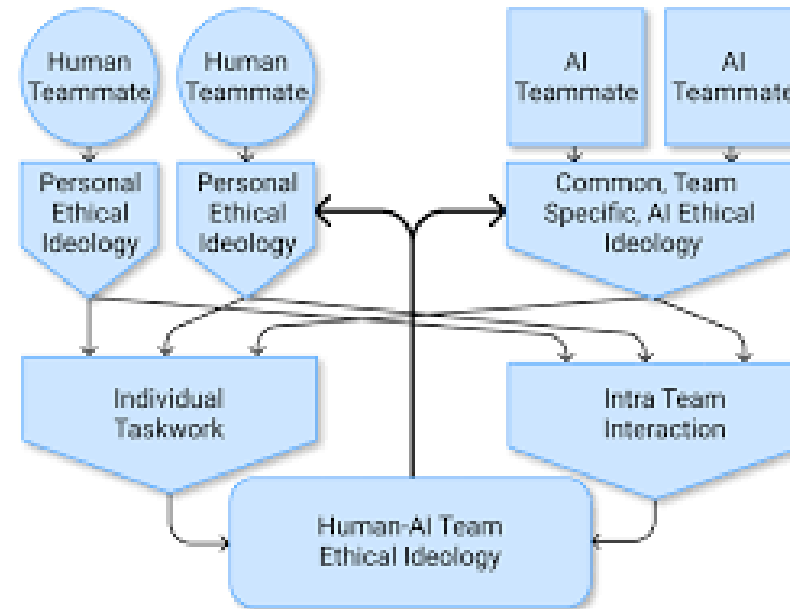 Human
Teammate
Human
Teammate
AI
Teammate
AI
Teammate
Personal
Ethical
Ideology
Personal
Ethical
Ideology
Common, Team
Specific, AI Ethical
Ideology
Individual
Taskwork
Intra Team
Interaction
Human-AI Team
Ethical Ideology